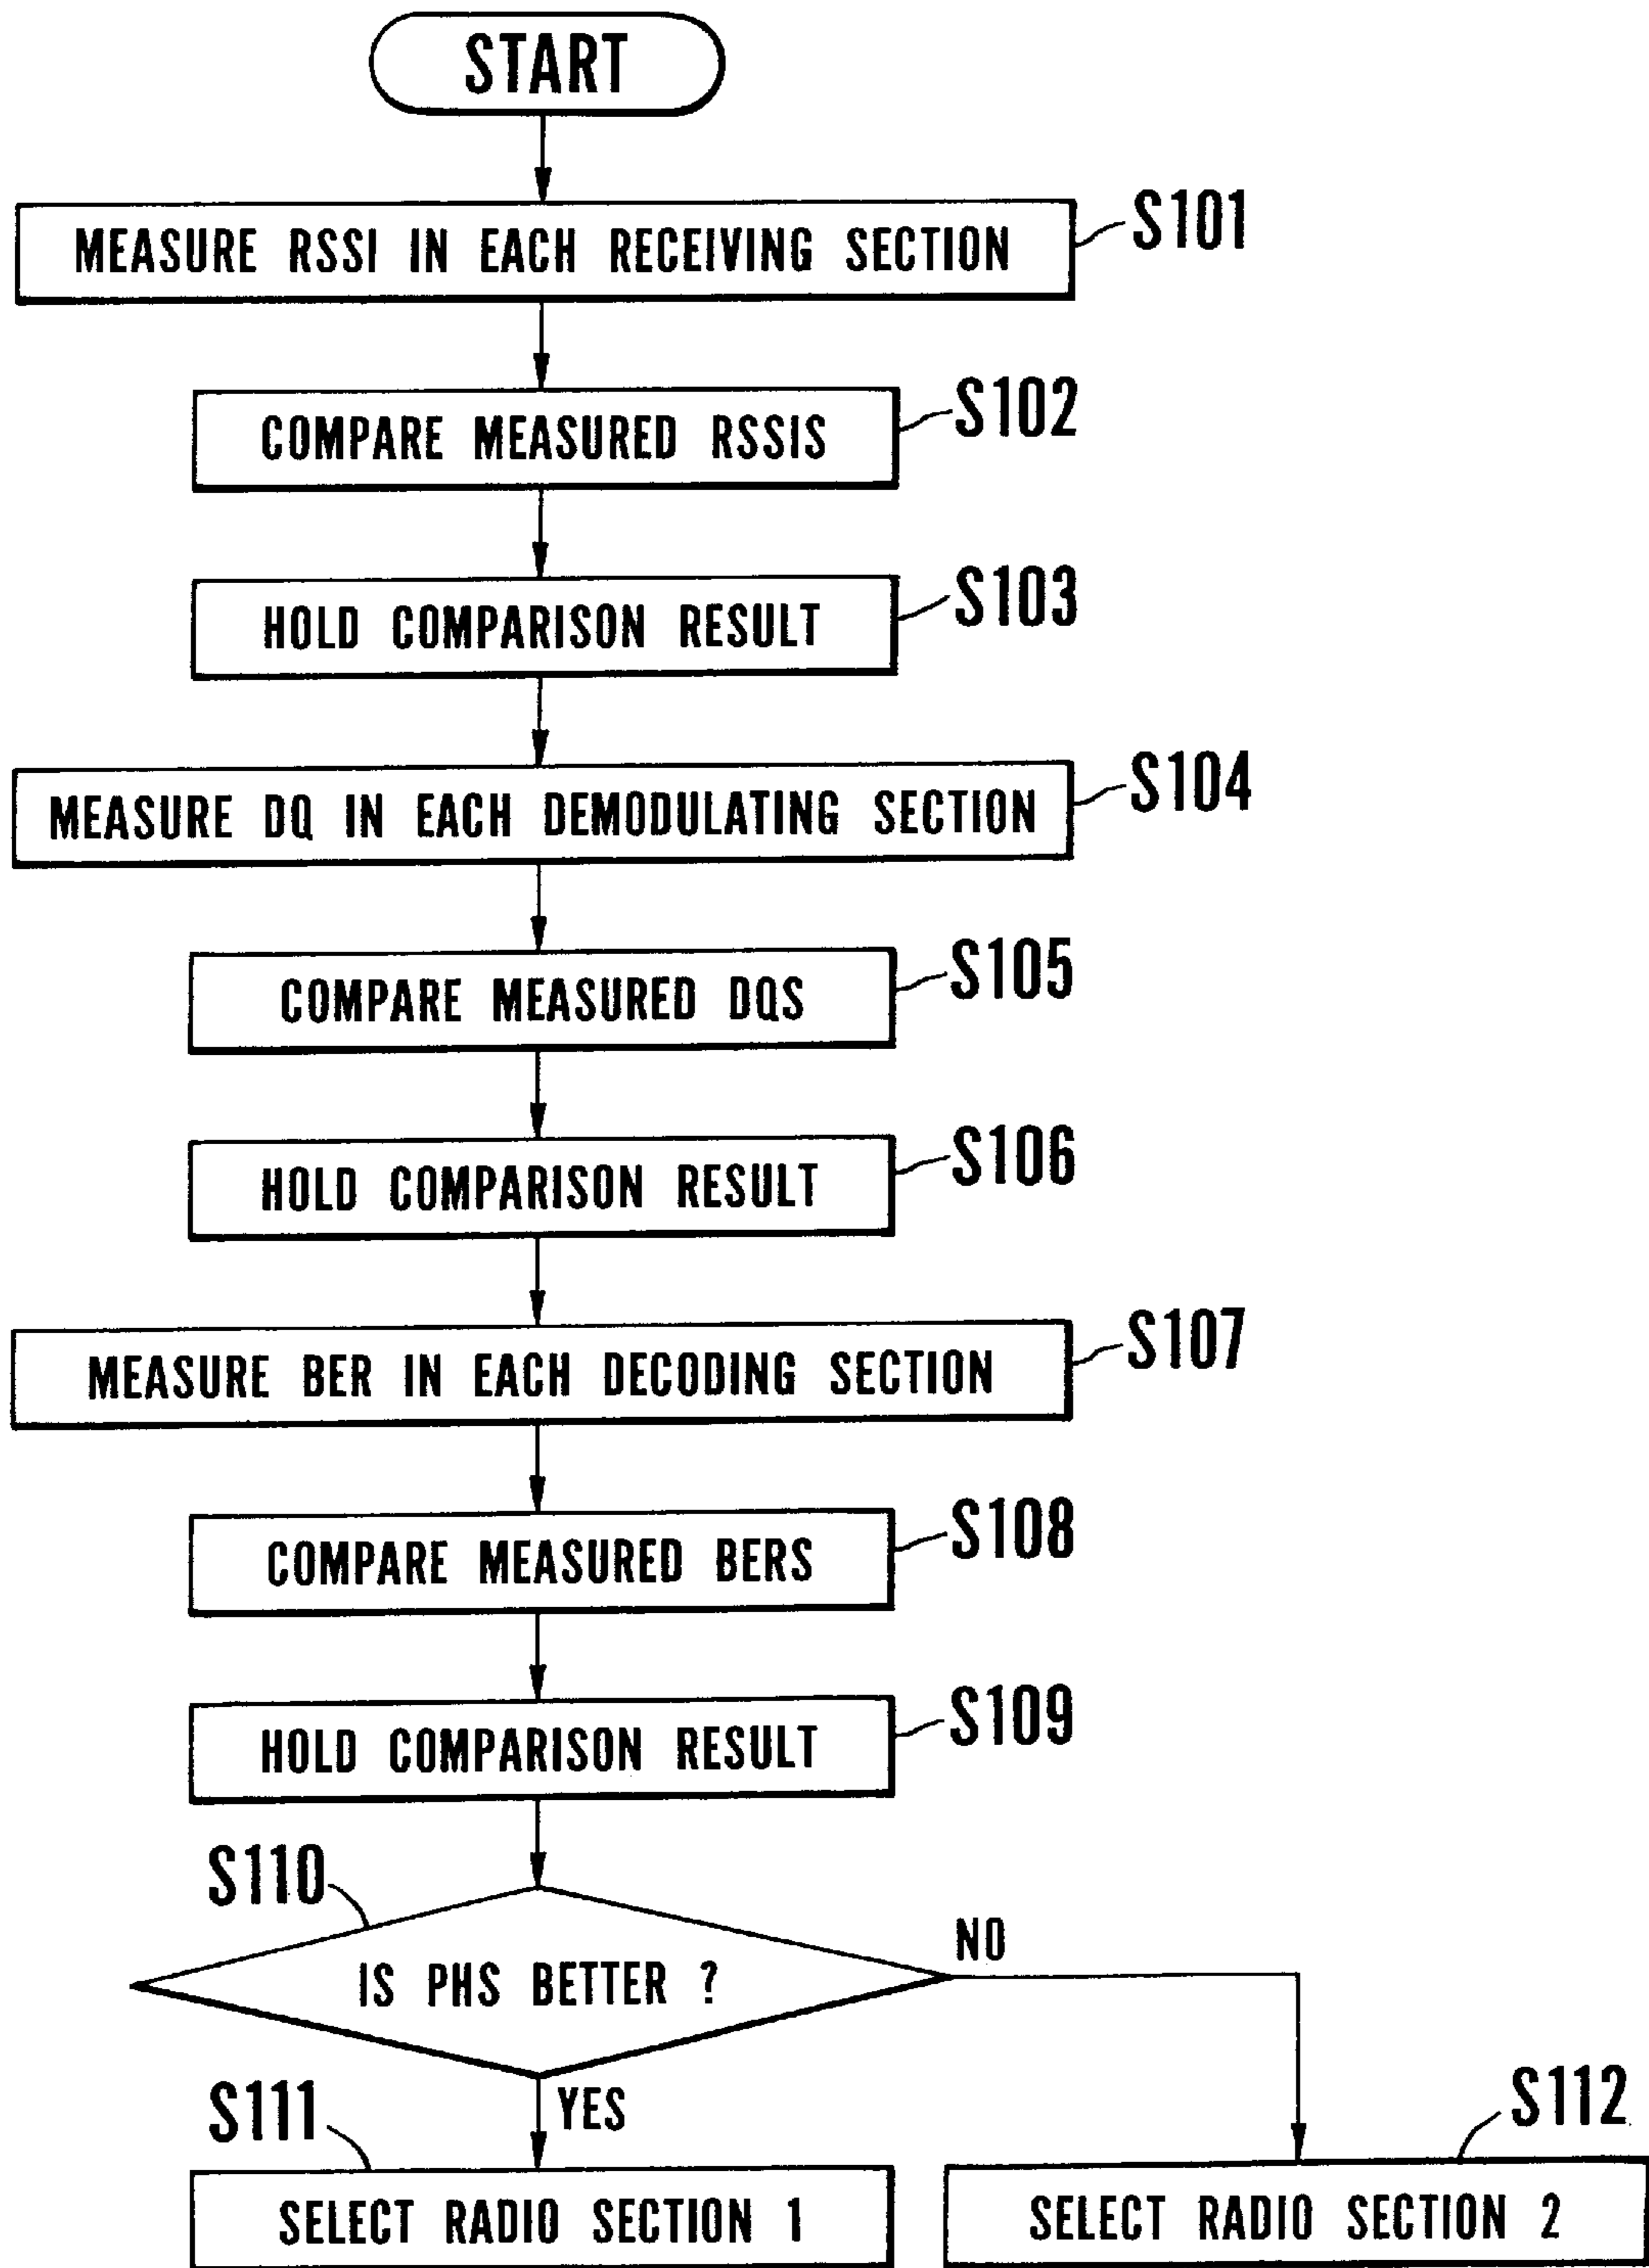 START
MEASURE RSSI IN EACH RECEIVING SECTION
S101
COMPARE MEASURED RSSIS
S102
HOLD COMPARISON RESULT
S103
MEASURE DQ IN EACH DEMODULATING SECTION
S104
COMPARE MEASURED DQS
S105
HOLD COMPARISON RESULT
S106
MEASURE BER IN EACH DECODING SECTION
S107
COMPARE MEASURED BERS
S108
HOLD COMPARISON RESULT
S109
S110
IS PHS BETTER ?
NO
YES
S111
SELECT RADIO SECTION 1
S112
SELECT RADIO SECTION 2